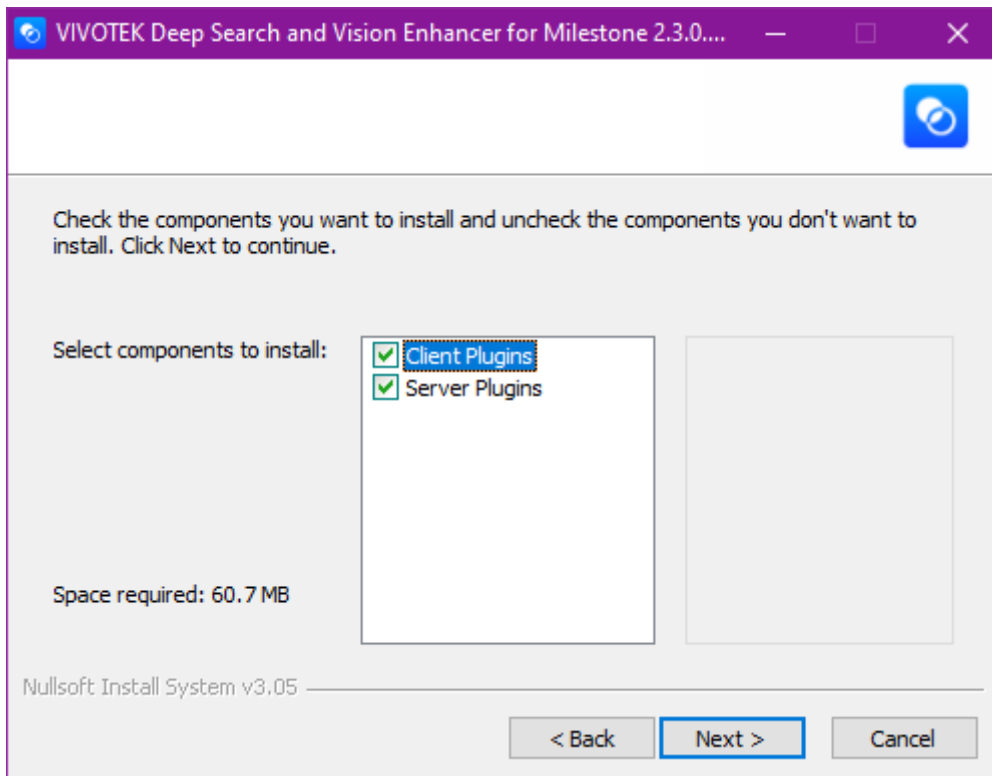 VIVOTEK Deep Search and Vision Enhancer for Milestone 2.3.0....
Check the components you want to install and uncheck the components you don't want to
install. Click Next to continue.
Select components to install:
Client Plugins
Server Plugins
Space required: 60.7 MB
Nullsoft Install System v3.05
< Back
Next >
Cancel